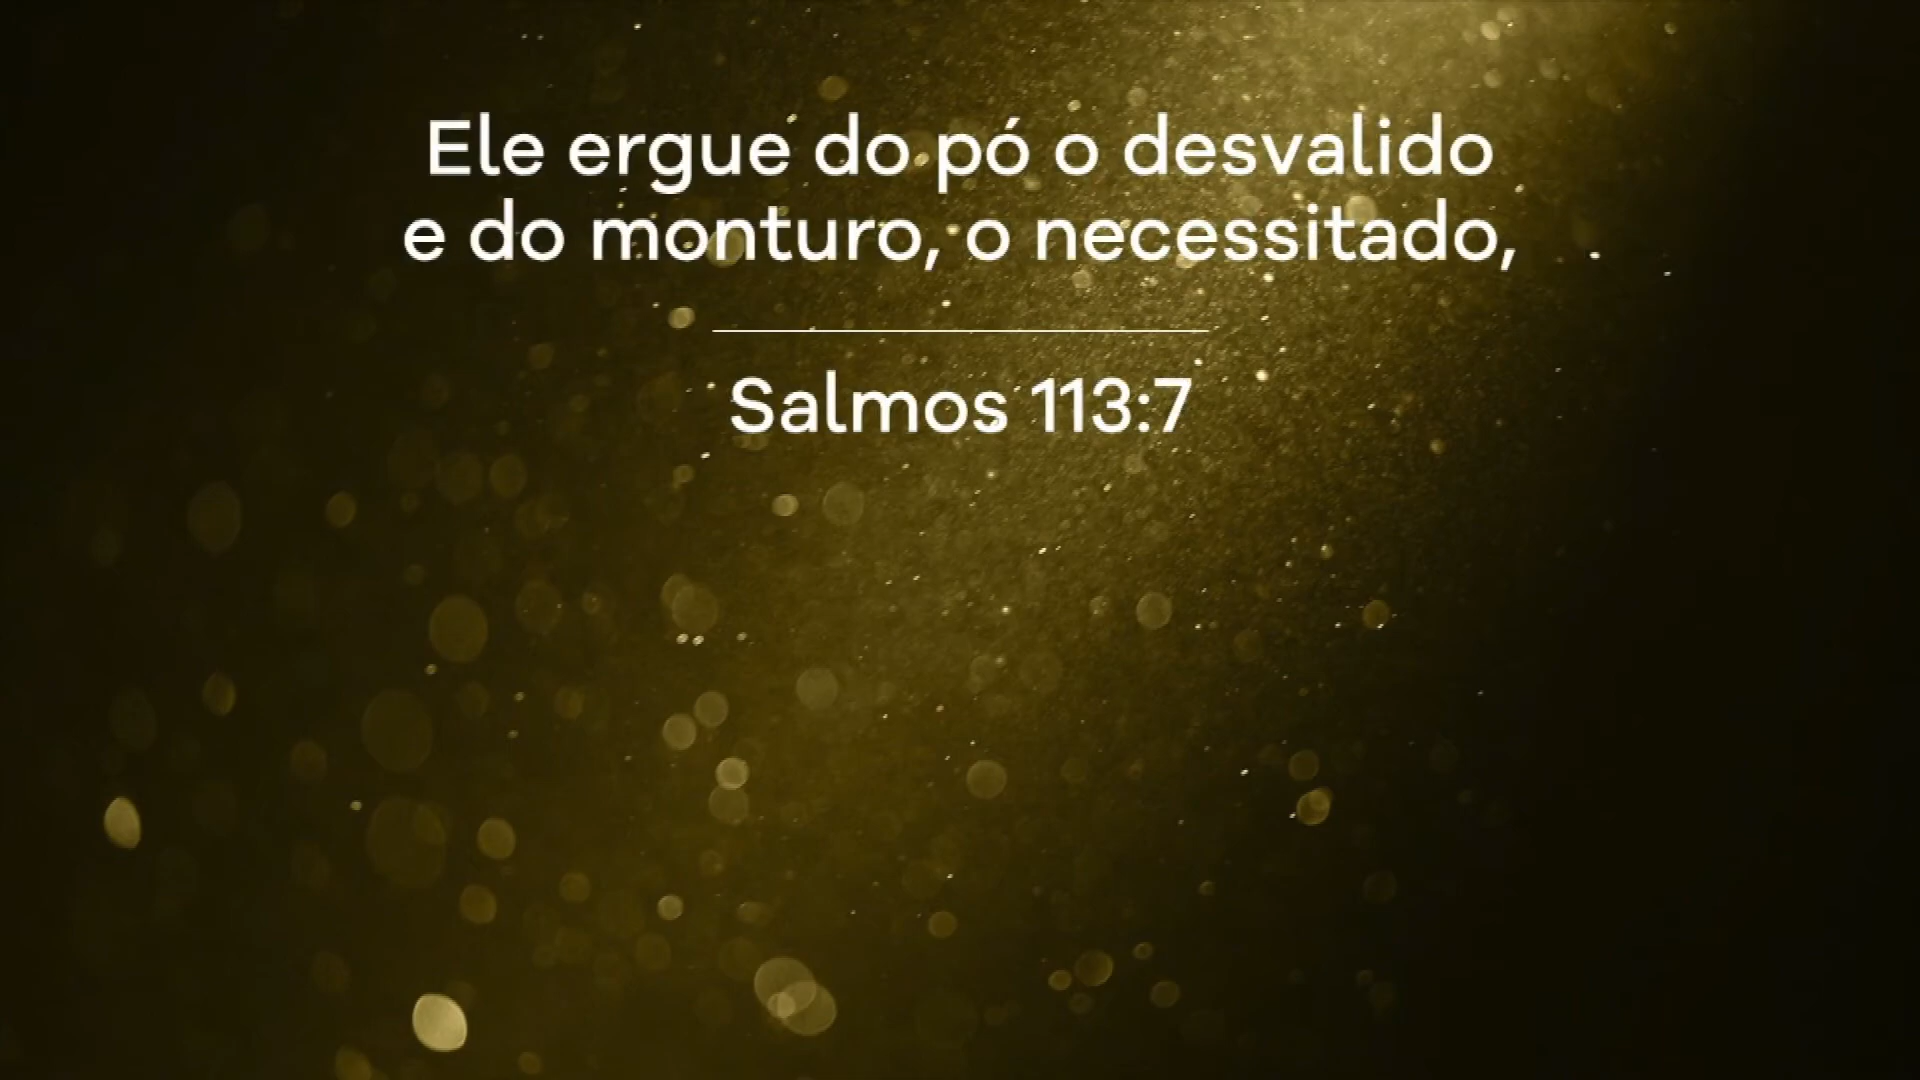 Ele ergue do pó o desvalido
e do monturo, o necessitado,
Salmos 113:7